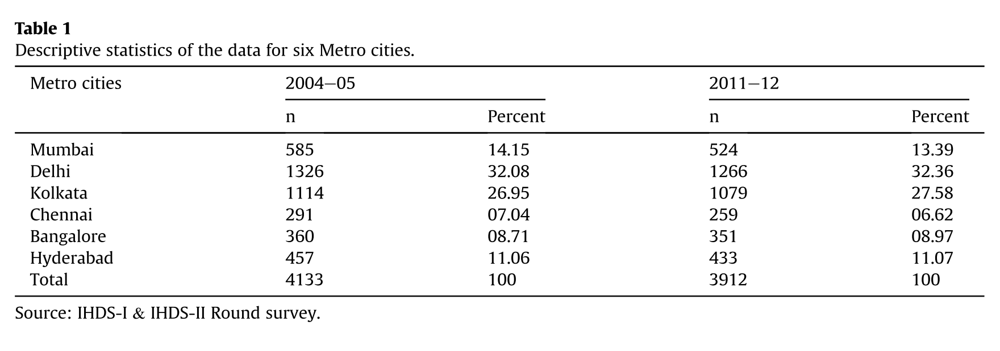 Table 1
Descriptive statistics of the data for six Metro cities.
Metro cities 2004–05 2011–12
n Percent n Percent
Mumbai 585 14.15 524 13.39
Delhi 1326 32.08 1266 32.36
Kolkata 1114 26.95 1079 27.58
Chennai 291 07.04 259 06.62
Bangalore 360 08.71 351 08.97
Hyderabad 457 11.06 433 11.07
Total 4133 100 3912 100
Source: IHDS-I & IHDS-II Round survey.